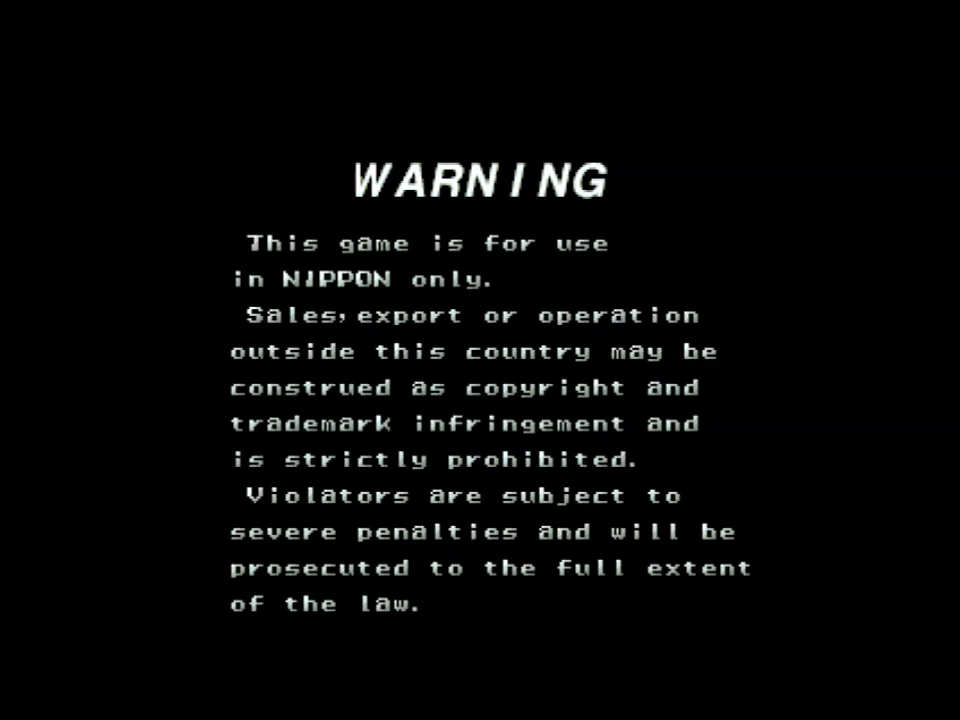 WARNING
This game is for use
in NIPPON only.
Sales, export or operation
outside this country may be
construed as copyright and
trademark infringement and
is strictly prohibited.
Violators are subject to
severe penalties and will be
prosecuted to the full extent
of the law.